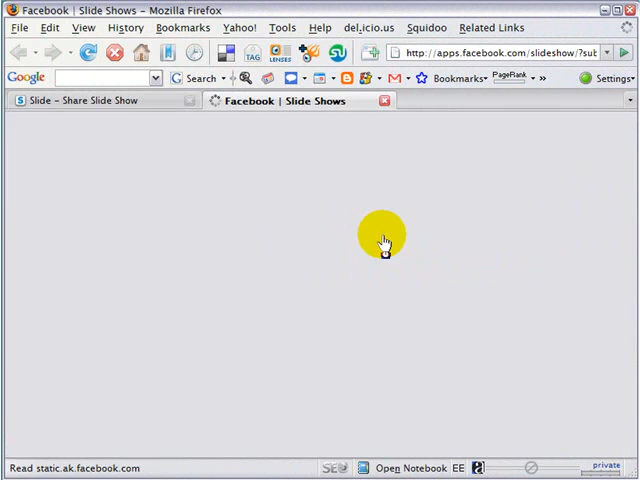 Facebook | Slide Shows - Mozilla Firefox
File Edit View History Bookmarks Yahoo! Tools Help del.icio.us Squidoo Related Links
TAG LENSES http://apps.facebook.com/slideshow/?sub
Google G Search Bookmarks PageRank » Settings
S Slide - Share Slide Show Facebook | Slide Shows
Read static.ak.facebook.com SEO Open Notebook EE a private